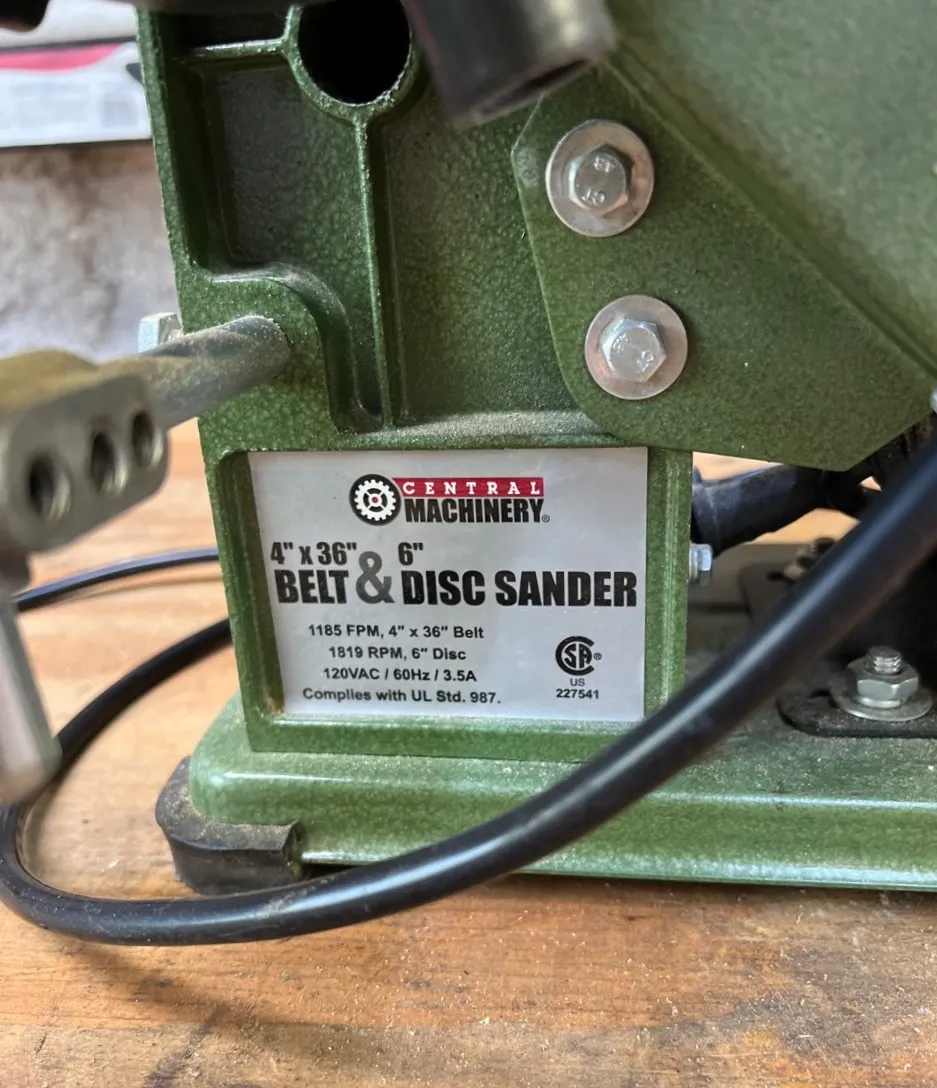 CENTRAL
MACHINERY®
4" x 36" & 6"
BELT & DISC SANDER
1185 FPM, 4" x 36" Belt
1819 RPM, 6" Disc
120VAC / 60Hz / 3.5A
Complies with UL Std. 987.
SA®
US
227541